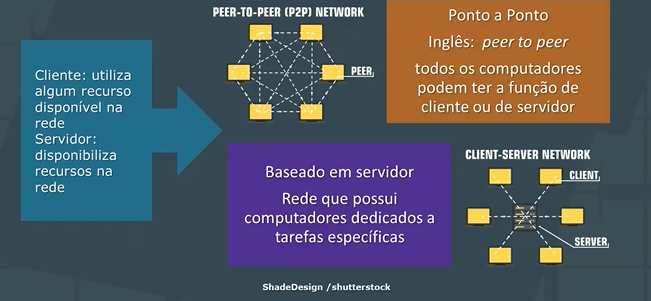 Cliente: utiliza
algum recurso
disponível na
rede
Servidor:
disponibiliza
recursos na
rede
PEER-TO-PEER (P2P) NETWORK
PEER
Ponto a Ponto
Inglês: peer to peer
todos os computadores
podem ter a função de
cliente ou de servidor
Baseado em servidor
Rede que possui
computadores dedicados a
tarefas específicas
CLIENT-SERVER NETWORK
CLIENT
SERVER
ShadeDesign /shutterstock